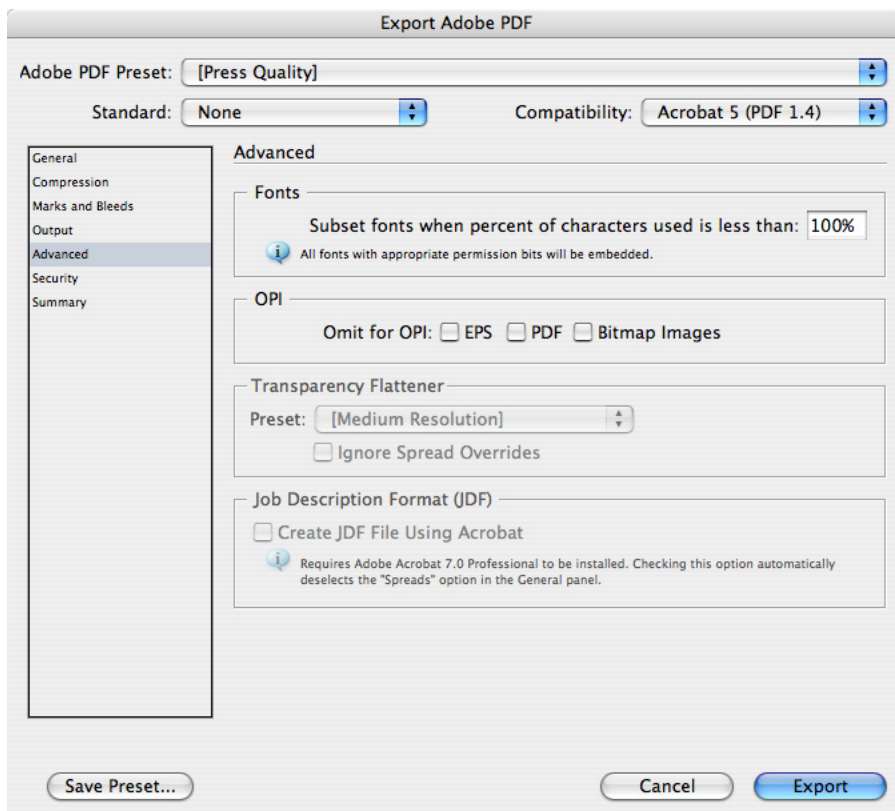 Export Adobe PDF
Adobe PDF Preset: [Press Quality]
Standard: None Compatibility: Acrobat 5 (PDF 1.4)
General
Compression
Marks and Bleeds
Output
Advanced
Security
Summary
Advanced
Fonts
Subset fonts when percent of characters used is less than: 100%
All fonts with appropriate permission bits will be embedded.
OPI
Omit for OPI: EPS PDF Bitmap Images
Transparency Flattener
Preset: [Medium Resolution]
Ignore Spread Overrides
Job Description Format (JDF)
Create JDF File Using Acrobat
Requires Adobe Acrobat 7.0 Professional to be installed. Checking this option automatically
deselects the "Spreads" option in the General panel.
Save Preset... Cancel Export